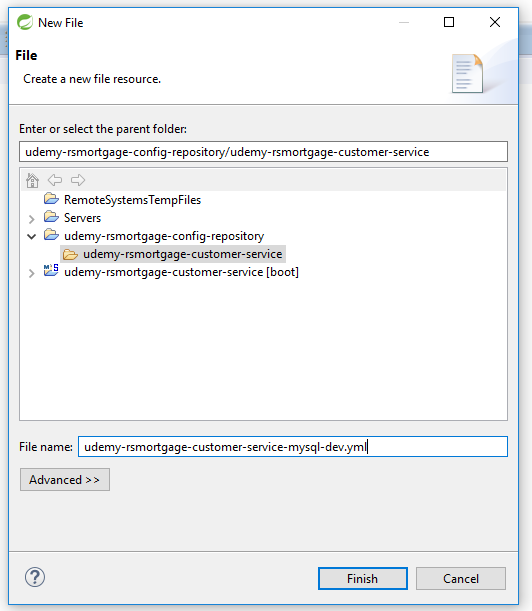 New File
File
Create a new file resource.
Enter or select the parent folder:
udemy-rsmortgage-config-repository/udemy-rsmortgage-customer-service
RemoteSystemsTempFiles
Servers
udemy-rsmortgage-config-repository
udemy-rsmortgage-customer-service
udemy-rsmortgage-customer-service [boot]
File name: udemy-rsmortgage-customer-service-mysql-dev.yml
Advanced >>
?
Finish Cancel